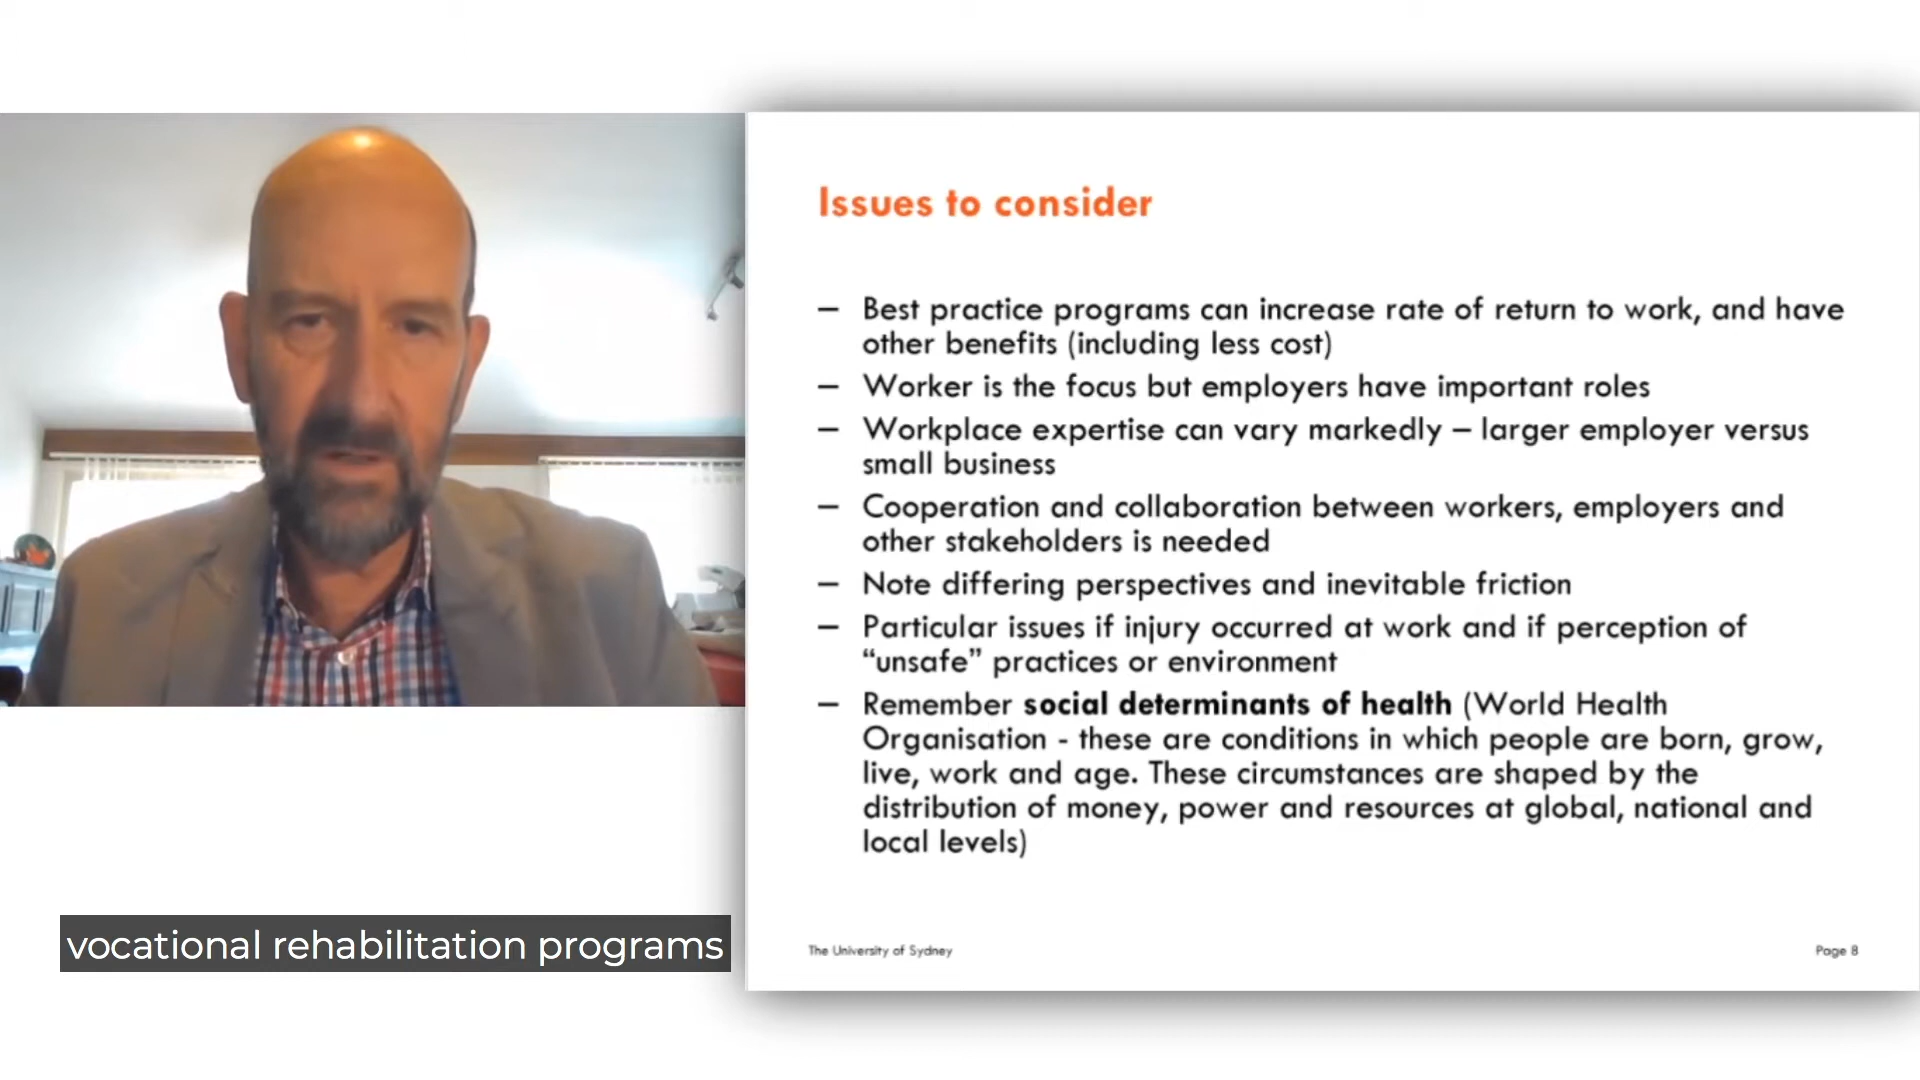 Issues to consider
– Best practice programs can increase rate of return to work, and have
other benefits (including less cost)
– Worker is the focus but employers have important roles
– Workplace expertise can vary markedly – larger employer versus
small business
– Cooperation and collaboration between workers, employers and
other stakeholders is needed
– Note differing perspectives and inevitable friction
– Particular issues if injury occurred at work and if perception of
“unsafe” practices or environment
– Remember social determinants of health (World Health
Organisation - these are conditions in which people are born, grow,
live, work and age. These circumstances are shaped by the
distribution of money, power and resources at global, national and
local levels)
vocational rehabilitation programs
The University of Sydney
Page 8